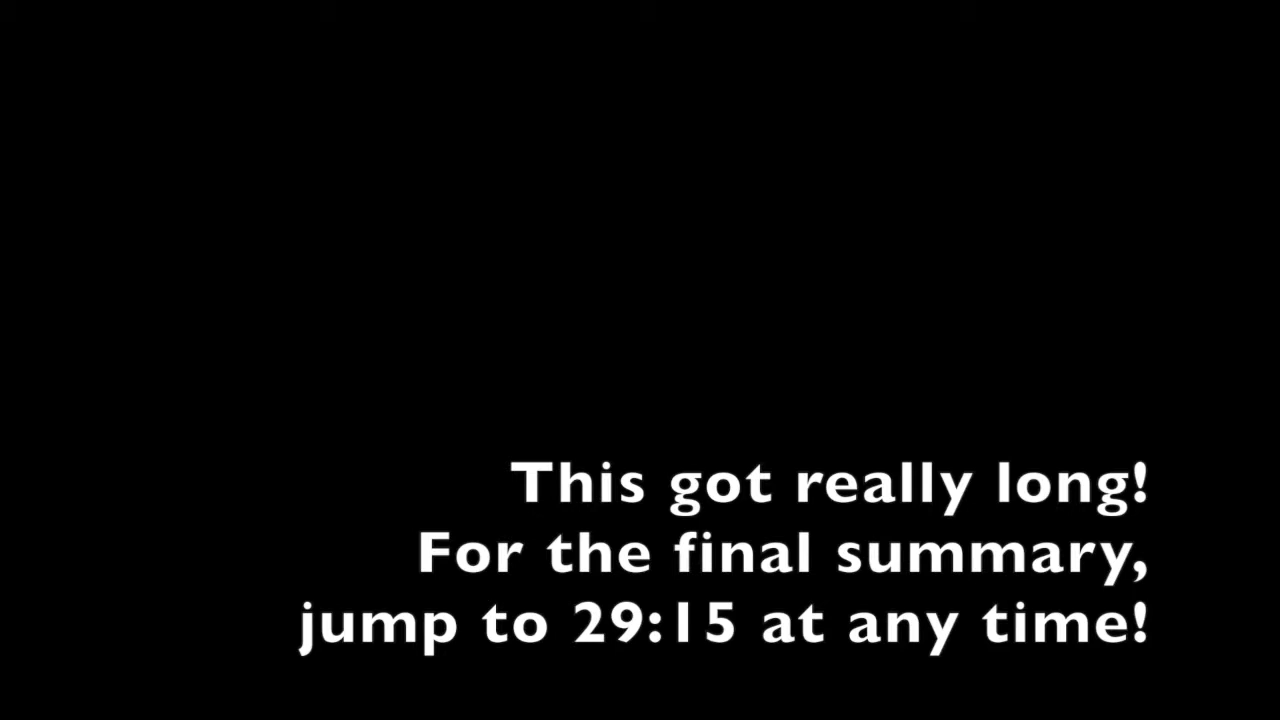 This got really long!
For the final summary,
jump to 29:15 at any time!